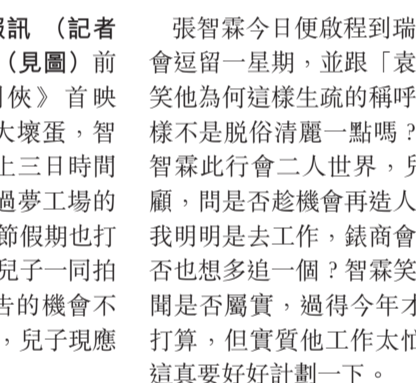 報訊 （記者
（見圖）前
俠》首映
大壞蛋，智
上三日時間
過夢工場的
節假期也打
兒子一同拍
告的機會不
，兒子現應
張智霖今日便啟程到瑞
會逗留一星期，並跟「袁
笑他為何這樣生疏的稱呼
樣不是脱俗清麗一點嗎？
智霖此行會二人世界，兒
顧，問是否趁機會再造人
我明明是去工作，錶商會
否也想多追一個？智霖笑
聞是否屬實，過得今年才
打算，但實質他工作太忙
這真要好好計劃一下。